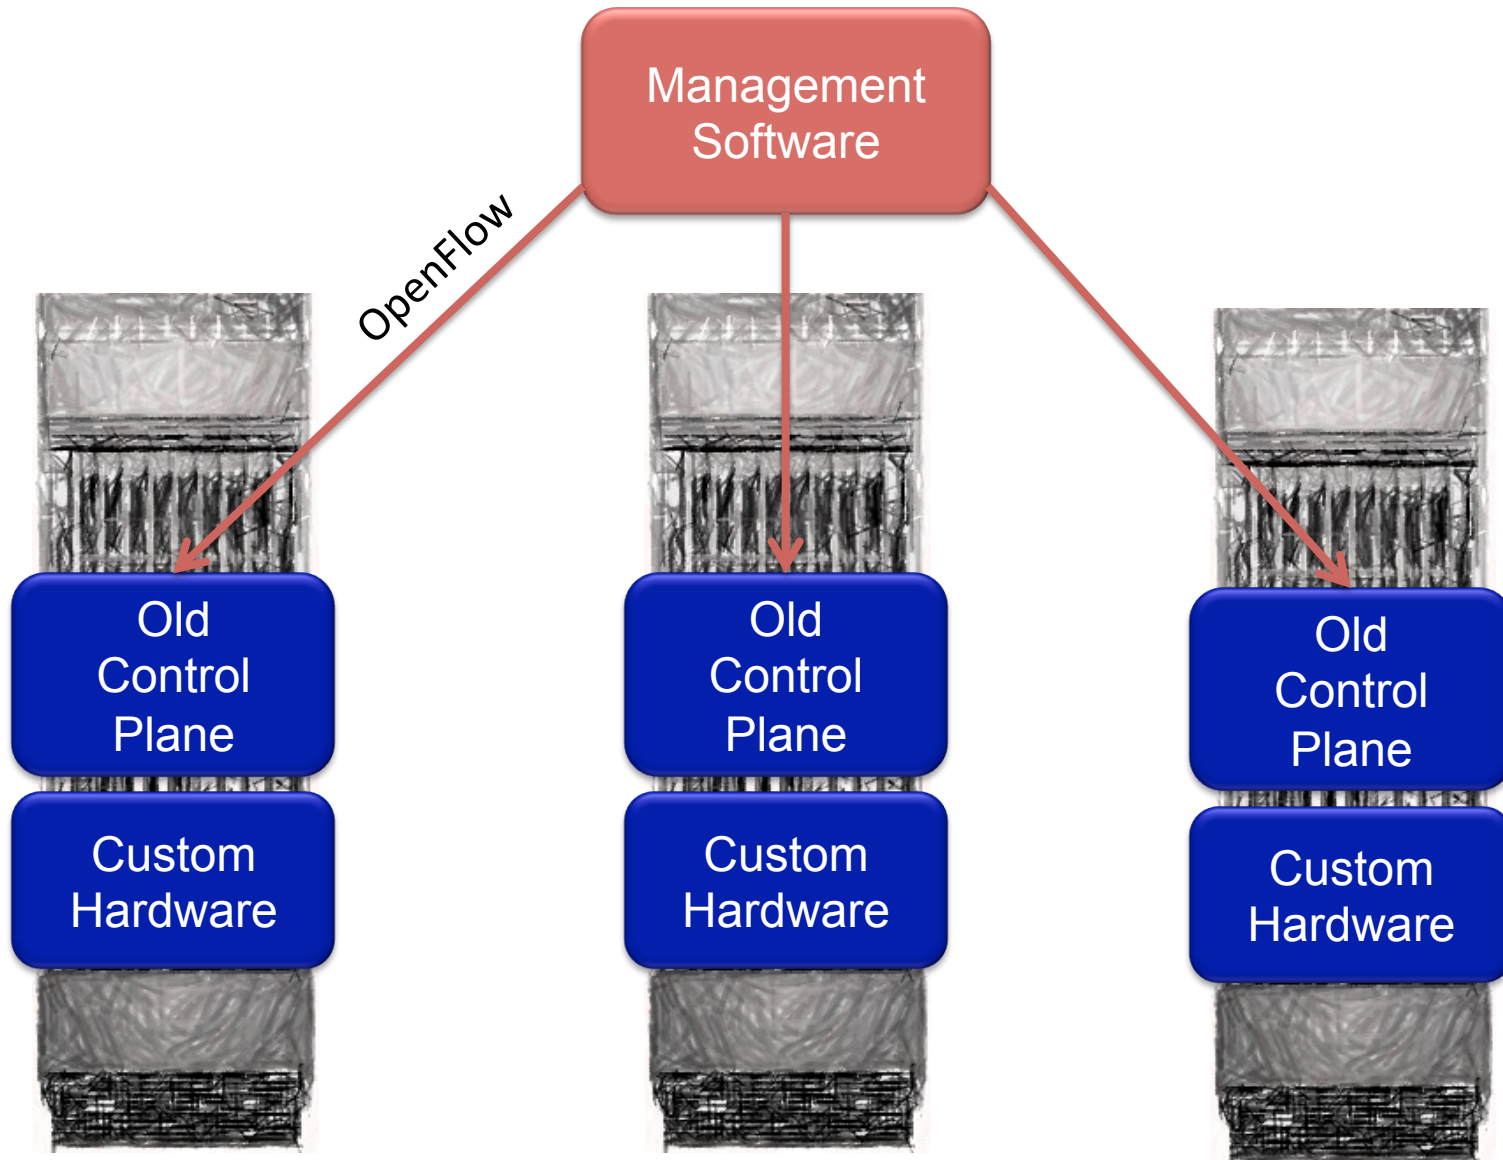 Management
Software
OpenFlow
Old
Control
Plane
Custom
Hardware
Old
Control
Plane
Custom
Hardware
Old
Control
Plane
Custom
Hardware